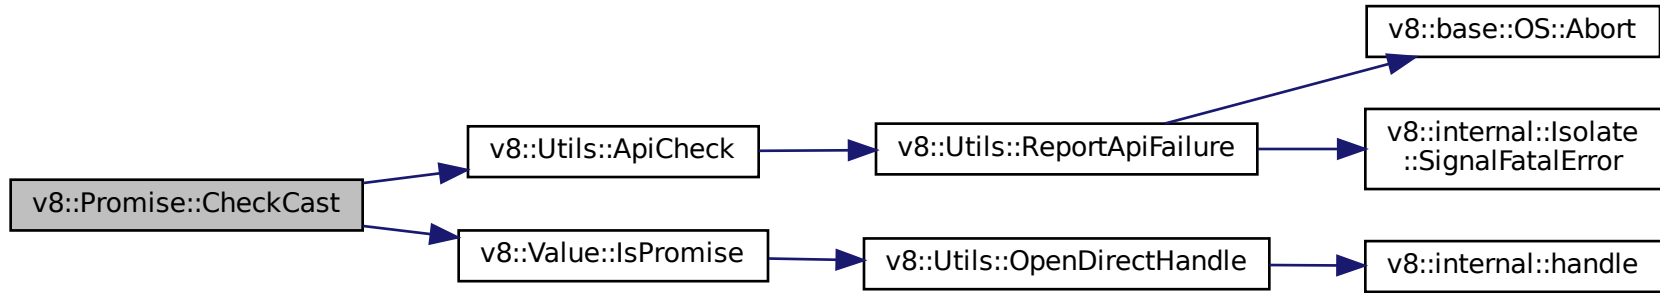 v8::Promise::CheckCast
v8::Utils::ApiCheck
v8::Utils::ReportApiFailure
v8::base::OS::Abort
v8::internal::Isolate
::SignalFatalError
v8::Value::IsPromise
v8::Utils::OpenDirectHandle
v8::internal::handle